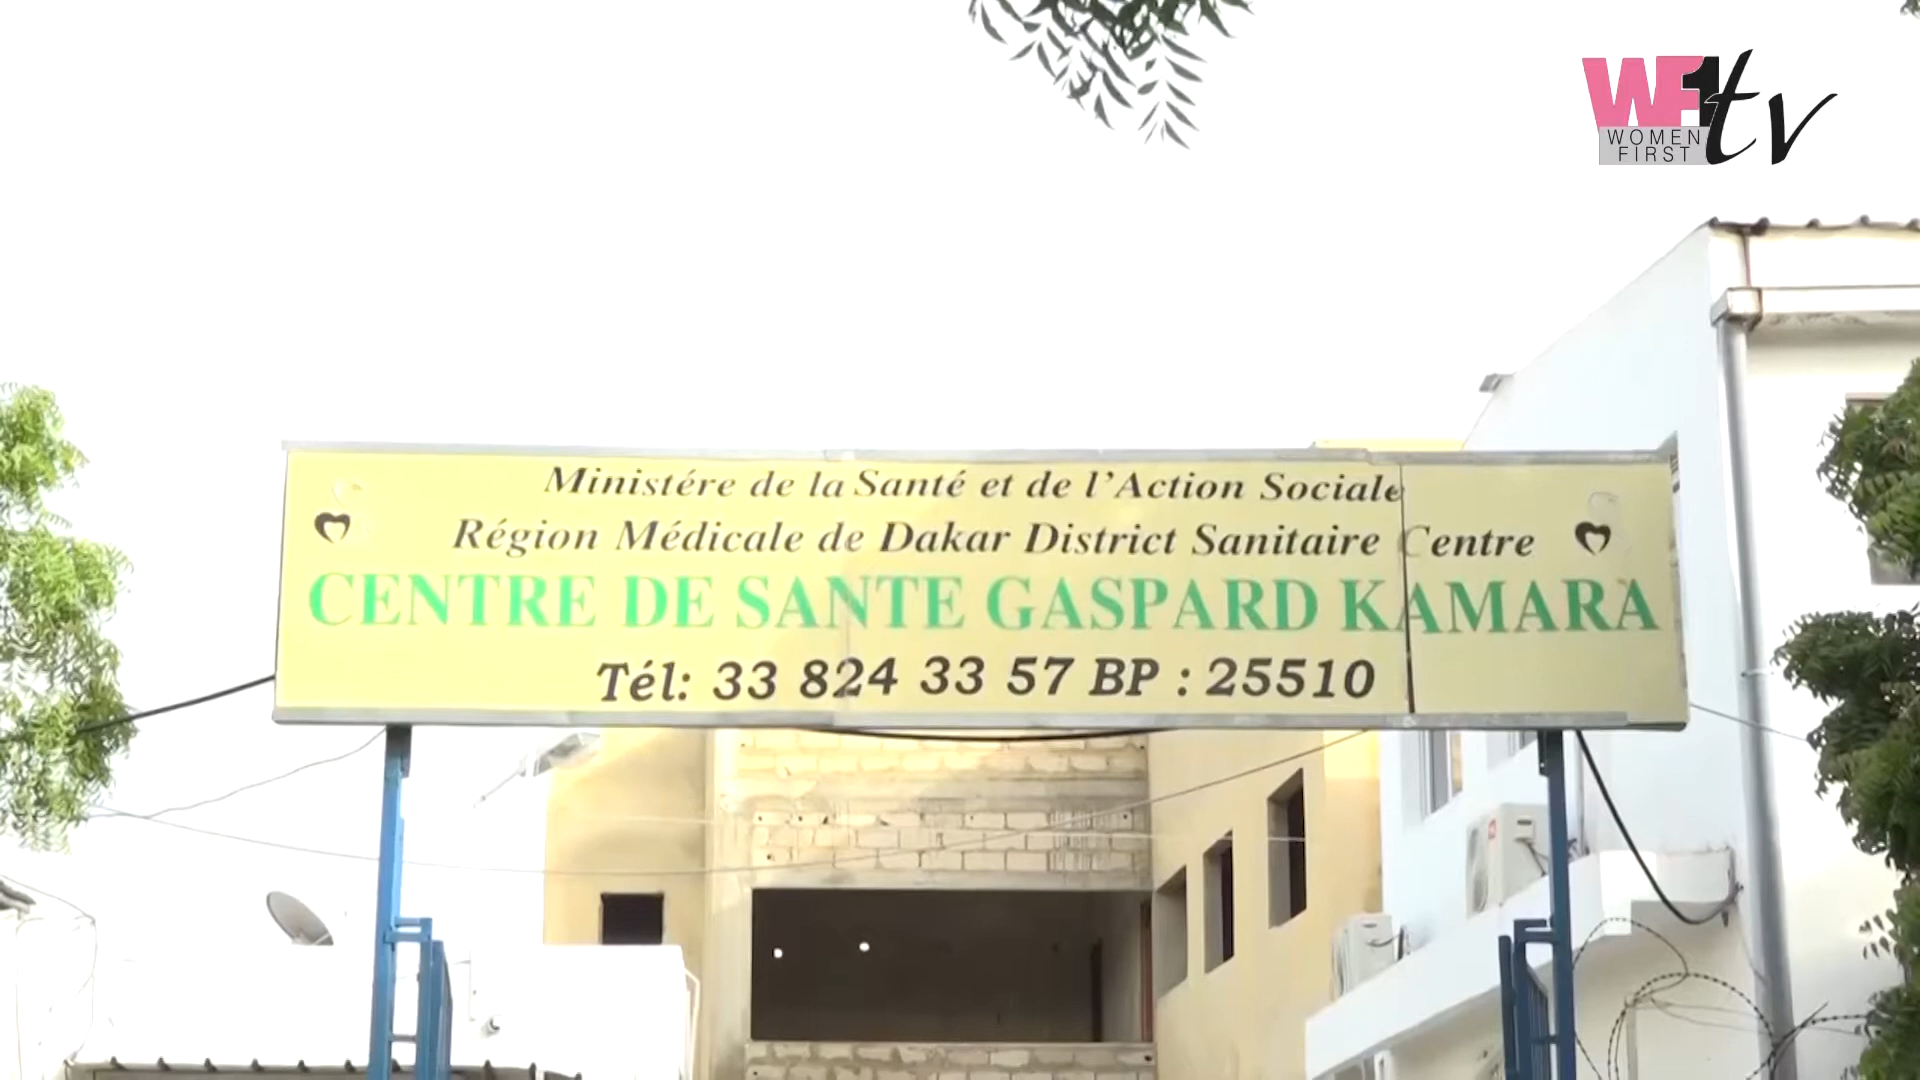 WF1tv
WOMEN
FIRST
Ministére de la Santé et de l'Action Sociale
Région Médicale de Dakar District Sanitaire Centre
CENTRE DE SANTE GASPARD KAMARA
Tél: 33 824 33 57 BP : 25510